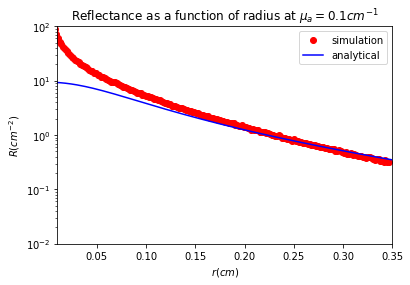 Reflectance as a function of radius at μₐ = 0.1cm⁻¹
simulation
analytical
R(cm⁻²)
10²
10¹
10⁰
10⁻¹
10⁻²
0.05 0.10 0.15 0.20 0.25 0.30 0.35
r(cm)